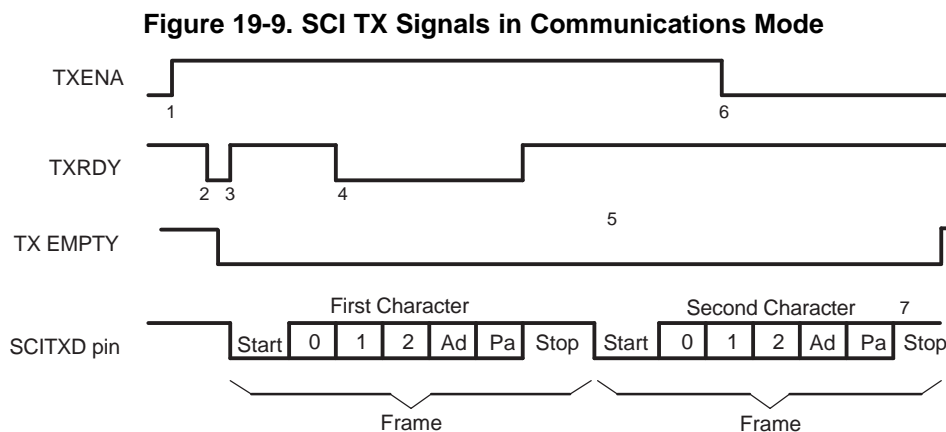 Figure 19-9. SCI TX Signals in Communications Mode
TXENA
1
6
TXRDY
2
3
4
5
TX EMPTY
First Character
Second Character
7
SCITXD pin
Start 0 1 2 Ad Pa Stop Start 0 1 2 Ad Pa Stop
Frame
Frame